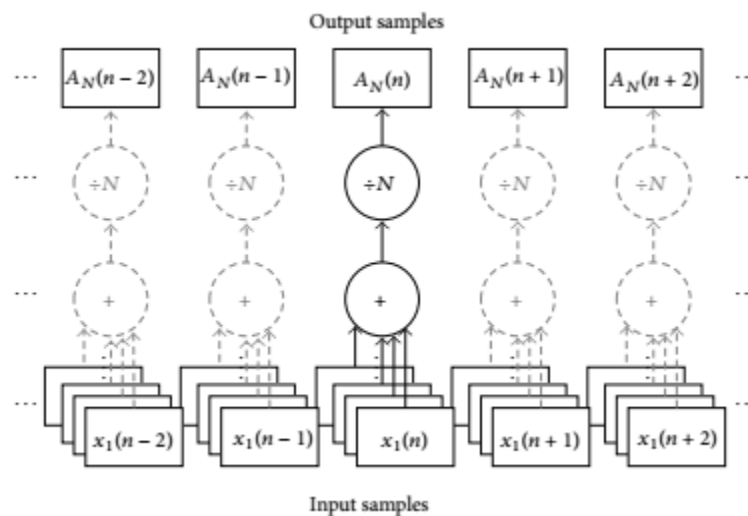 Output samples
... A_N(n − 2) A_N(n − 1) A_N(n) A_N(n + 1) A_N(n + 2) ...
... ÷N ÷N ÷N ÷N ÷N ...
... + + + + + ...
... x_1(n − 2) x_1(n − 1) x_1(n) x_1(n + 1) x_1(n + 2) ...
Input samples